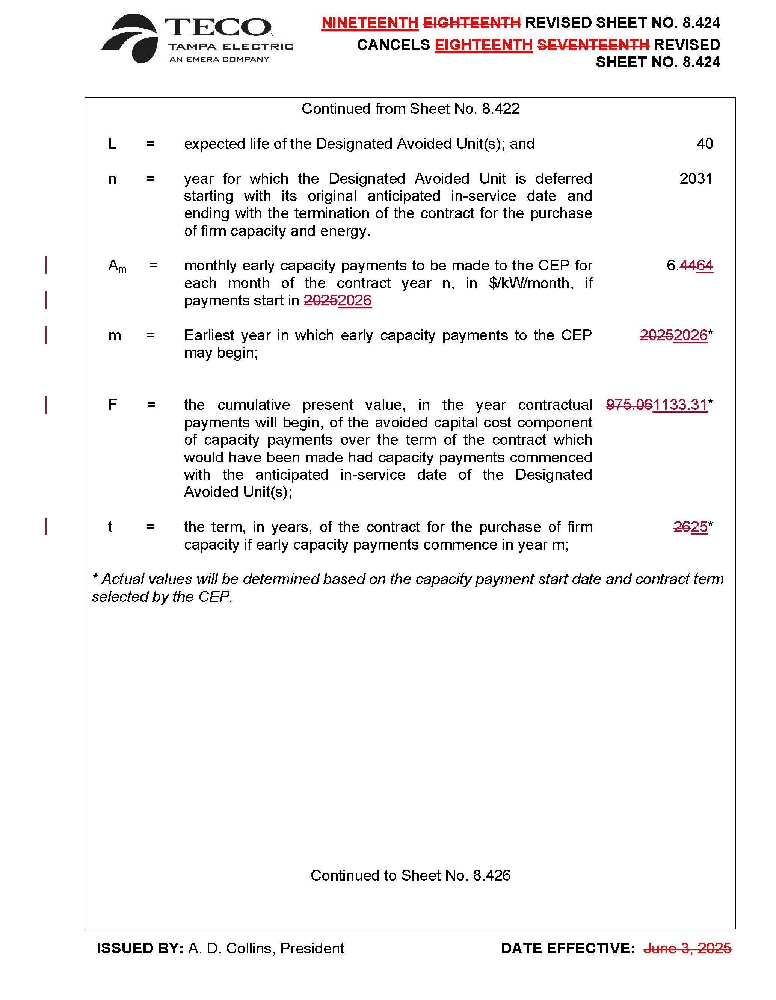 TECO®
TAMPA ELECTRIC
AN EMERA COMPANY
NINETEENTH EIGHTEENTH REVISED SHEET NO. 8.424
CANCELS EIGHTEENTH SEVENTEENTH REVISED
SHEET NO. 8.424
Continued from Sheet No. 8.422
L = expected life of the Designated Avoided Unit(s); and 40
n = year for which the Designated Avoided Unit is deferred 2031
starting with its original anticipated in-service date and
ending with the termination of the contract for the purchase
of firm capacity and energy.
Am = monthly early capacity payments to be made to the CEP for 6.4464
each month of the contract year n, in $/kW/month, if
payments start in 20252026
m = Earliest year in which early capacity payments to the CEP 20252026*
may begin;
F = the cumulative present value, in the year contractual 975.061133.31*
payments will begin, of the avoided capital cost component
of capacity payments over the term of the contract which
would have been made had capacity payments commenced
with the anticipated in-service date of the Designated
Avoided Unit(s);
t = the term, in years, of the contract for the purchase of firm 2625*
capacity if early capacity payments commence in year m;
* Actual values will be determined based on the capacity payment start date and contract term
selected by the CEP.
Continued to Sheet No. 8.426
ISSUED BY: A. D. Collins, President DATE EFFECTIVE: June 3, 2025